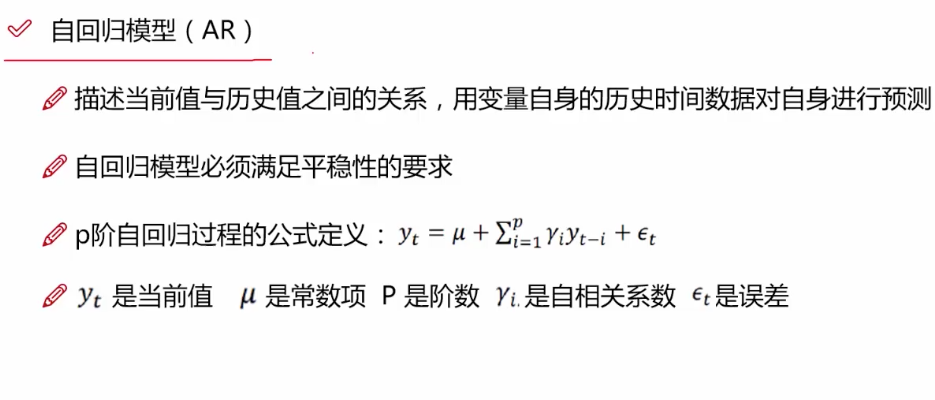 自回归模型（AR）
描述当前值与历史值之间的关系，用变量自身的历史时间数据对自身进行预测
自回归模型必须满足平稳性的要求
p阶自回归过程的公式定义：$y_t = \mu + \sum_{i=1}^{p} \gamma_i y_{t-i} + \epsilon_t$
$y_t$ 是当前值 $\mu$ 是常数项 P 是阶数 $\gamma_i$ 是自相关系数 $\epsilon_t$ 是误差